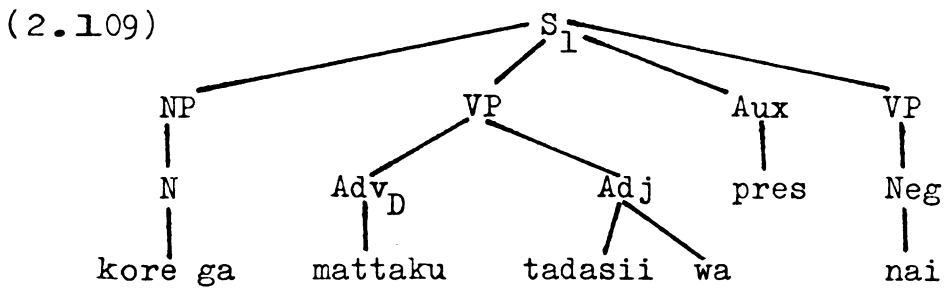 (2.109)
S1
NP VP Aux VP
N AdvD Adj pres Neg
kore ga mattaku tadasii wa nai